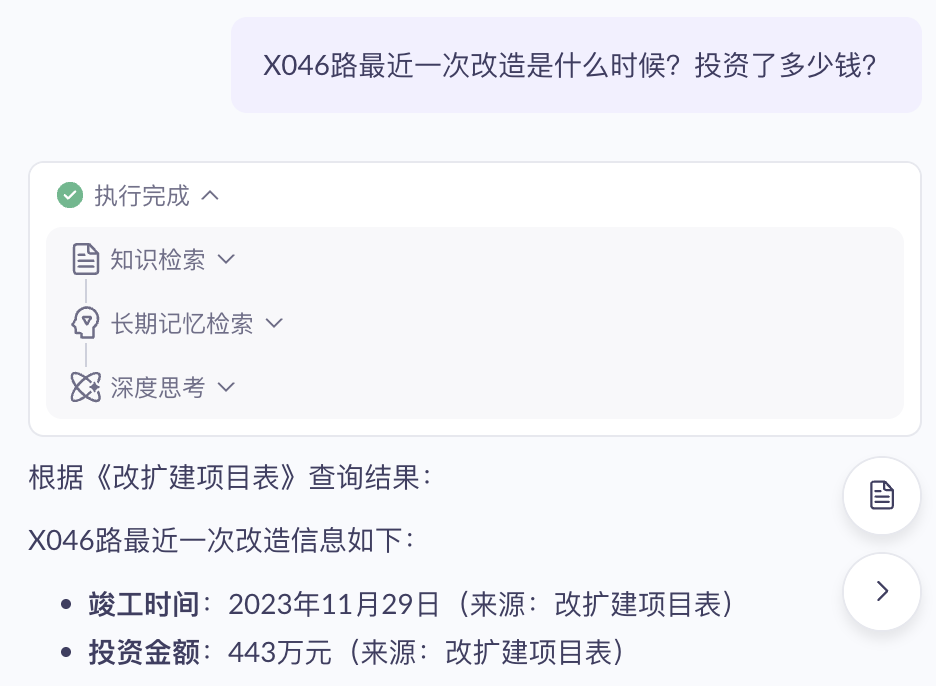 X046路最近一次改造是什么时候？投资了多少钱？
执行完成
知识检索
长期记忆检索
深度思考
根据《改扩建项目表》查询结果：
X046路最近一次改造信息如下：
• 竣工时间：2023年11月29日（来源：改扩建项目表）
• 投资金额：443万元（来源：改扩建项目表）